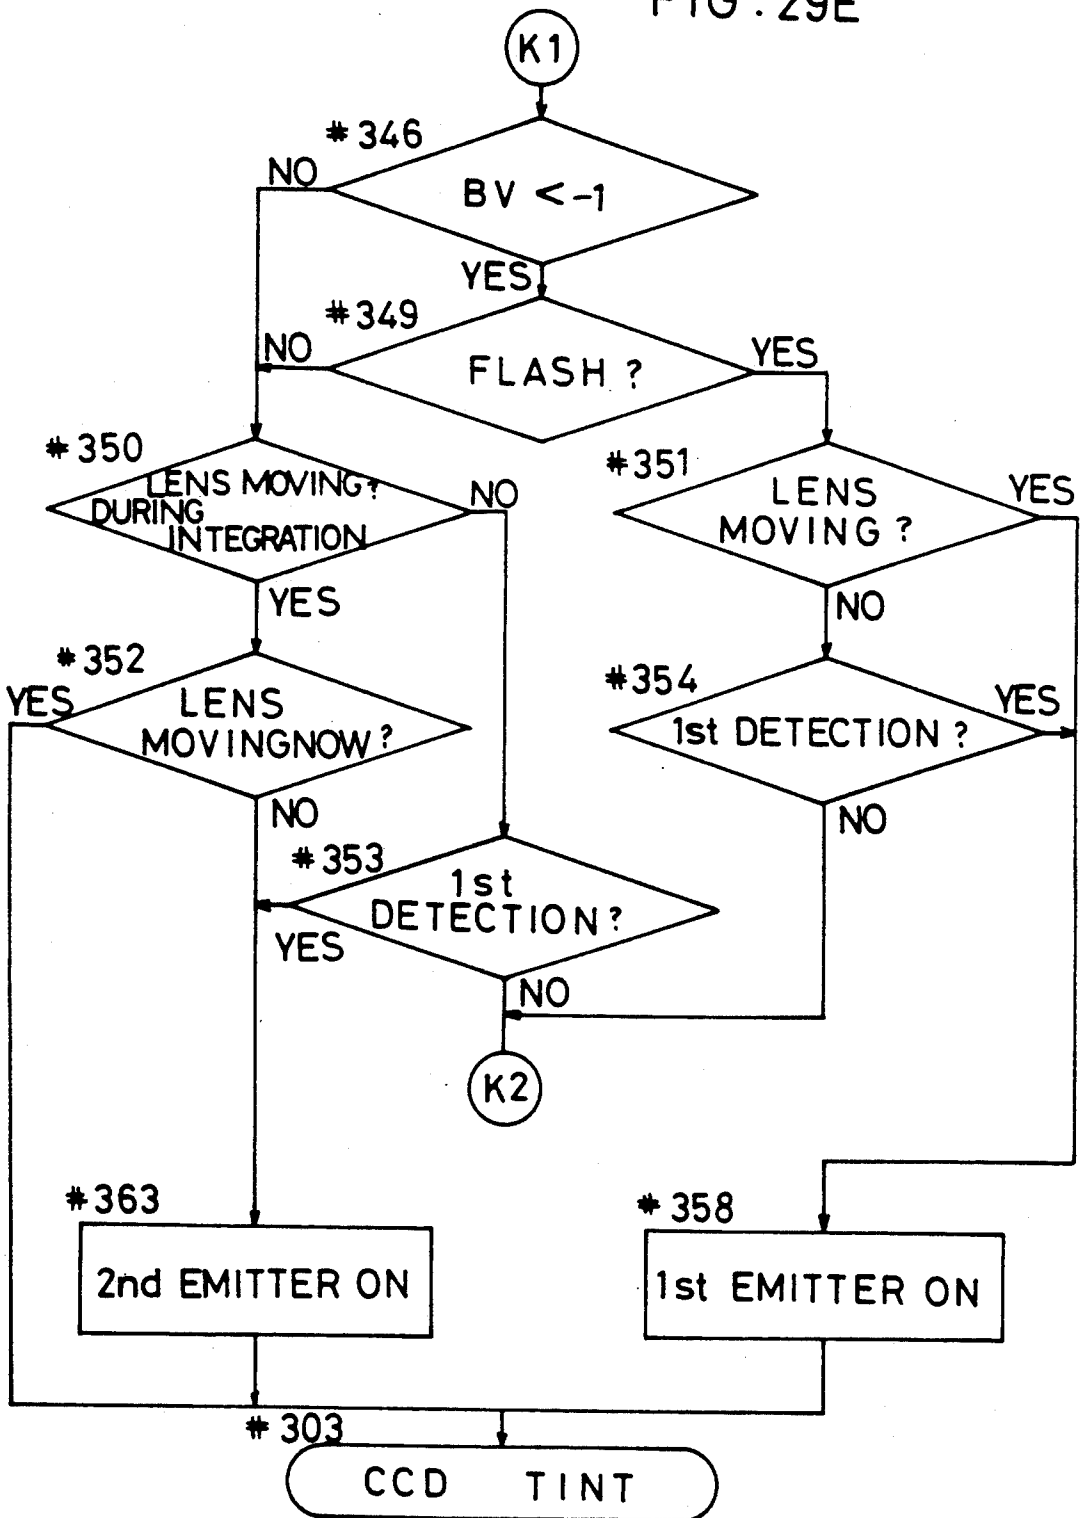 FIG. 29E
K1
#346
NO
BV <-1
YES
#349
NO
FLASH ?
YES
#350
LENS MOVING?
DURING
INTEGRATION
NO
YES
#351
LENS
MOVING ?
YES
NO
#352
YES
LENS
MOVINGNOW ?
NO
#354
1st DETECTION ?
YES
NO
#353
1st
DETECTION ?
YES
NO
K2
#363
2nd EMITTER ON
#358
1st EMITTER ON
#303
CCD TINT